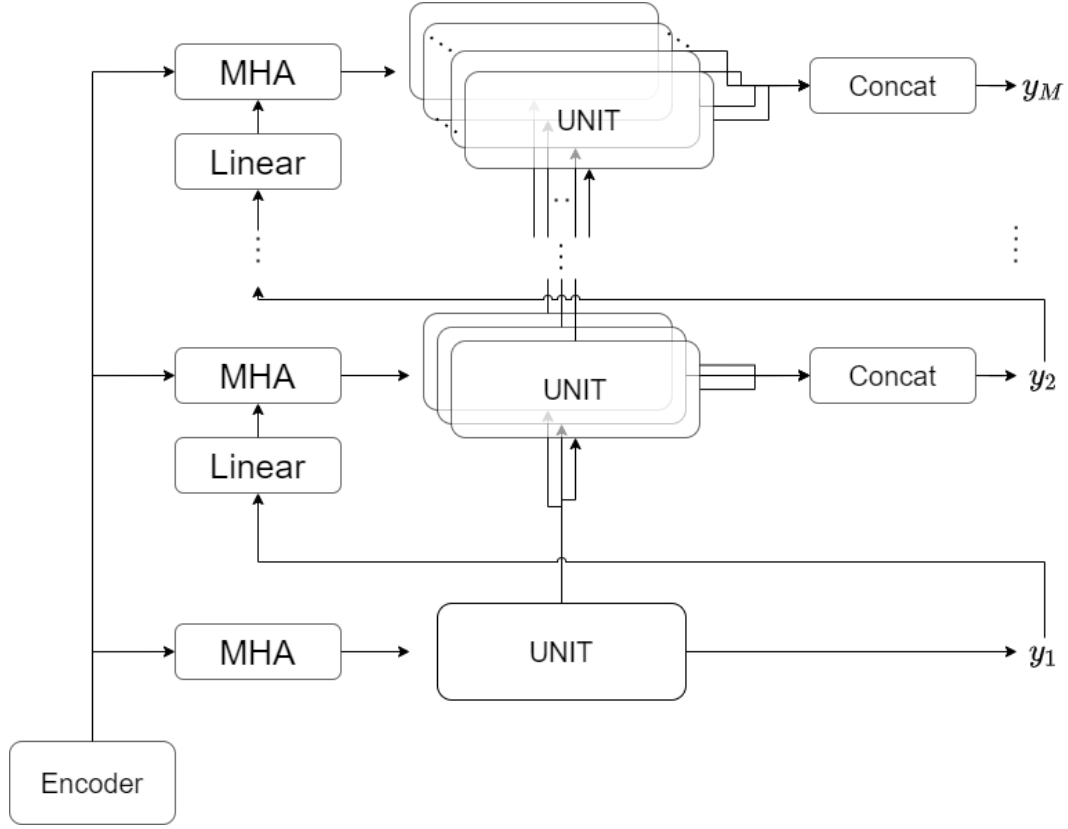 MHA
UNIT
Concat
y_M
Linear
MHA
UNIT
Concat
y_2
Linear
MHA
UNIT
y_1
Encoder